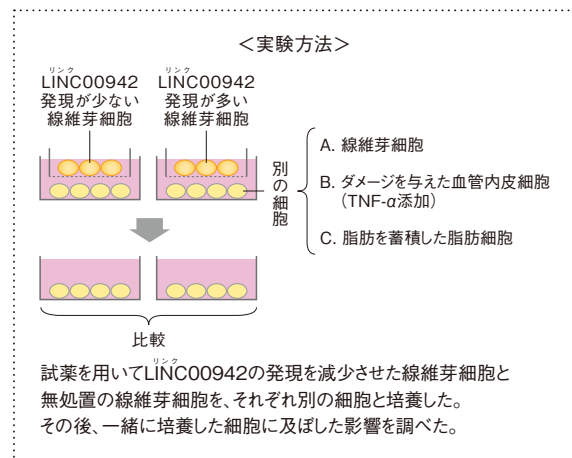 ＜実験方法＞
リンク
LINC00942
発現が少ない
線維芽細胞
リンク
LINC00942
発現が多い
線維芽細胞
別の細胞
A. 線維芽細胞
B. ダメージを与えた血管内皮細胞
（TNF-α添加）
C. 脂肪を蓄積した脂肪細胞
比較
リンク
試薬を用いてLINC00942の発現を減少させた線維芽細胞と
無処置の線維芽細胞を、それぞれ別の細胞と培養した。
その後、一緒に培養した細胞に及ぼした影響を調べた。